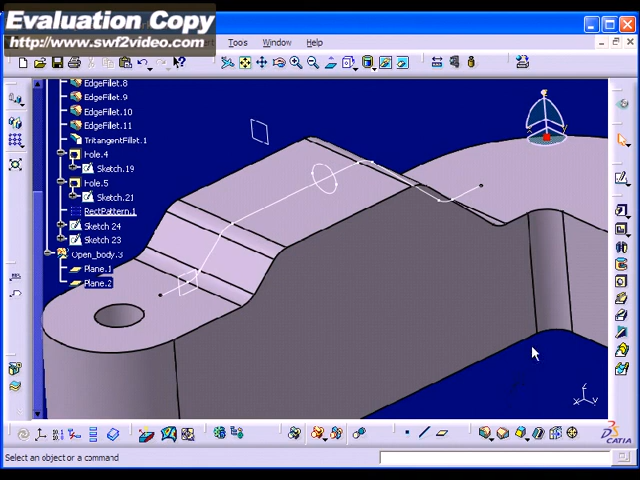 Evaluation Copy
http://www.swf2video.com
Tools Window Help
EdgeFillet.8
EdgeFillet.9
EdgeFillet.10
EdgeFillet.11
TritangentFillet.1
Hole.4
Sketch.19
Hole.5
Sketch.21
RectPattern.1
Sketch 24
Sketch 23
Open_body.3
Plane.1
Plane.2
CATIA
Select an object or a command